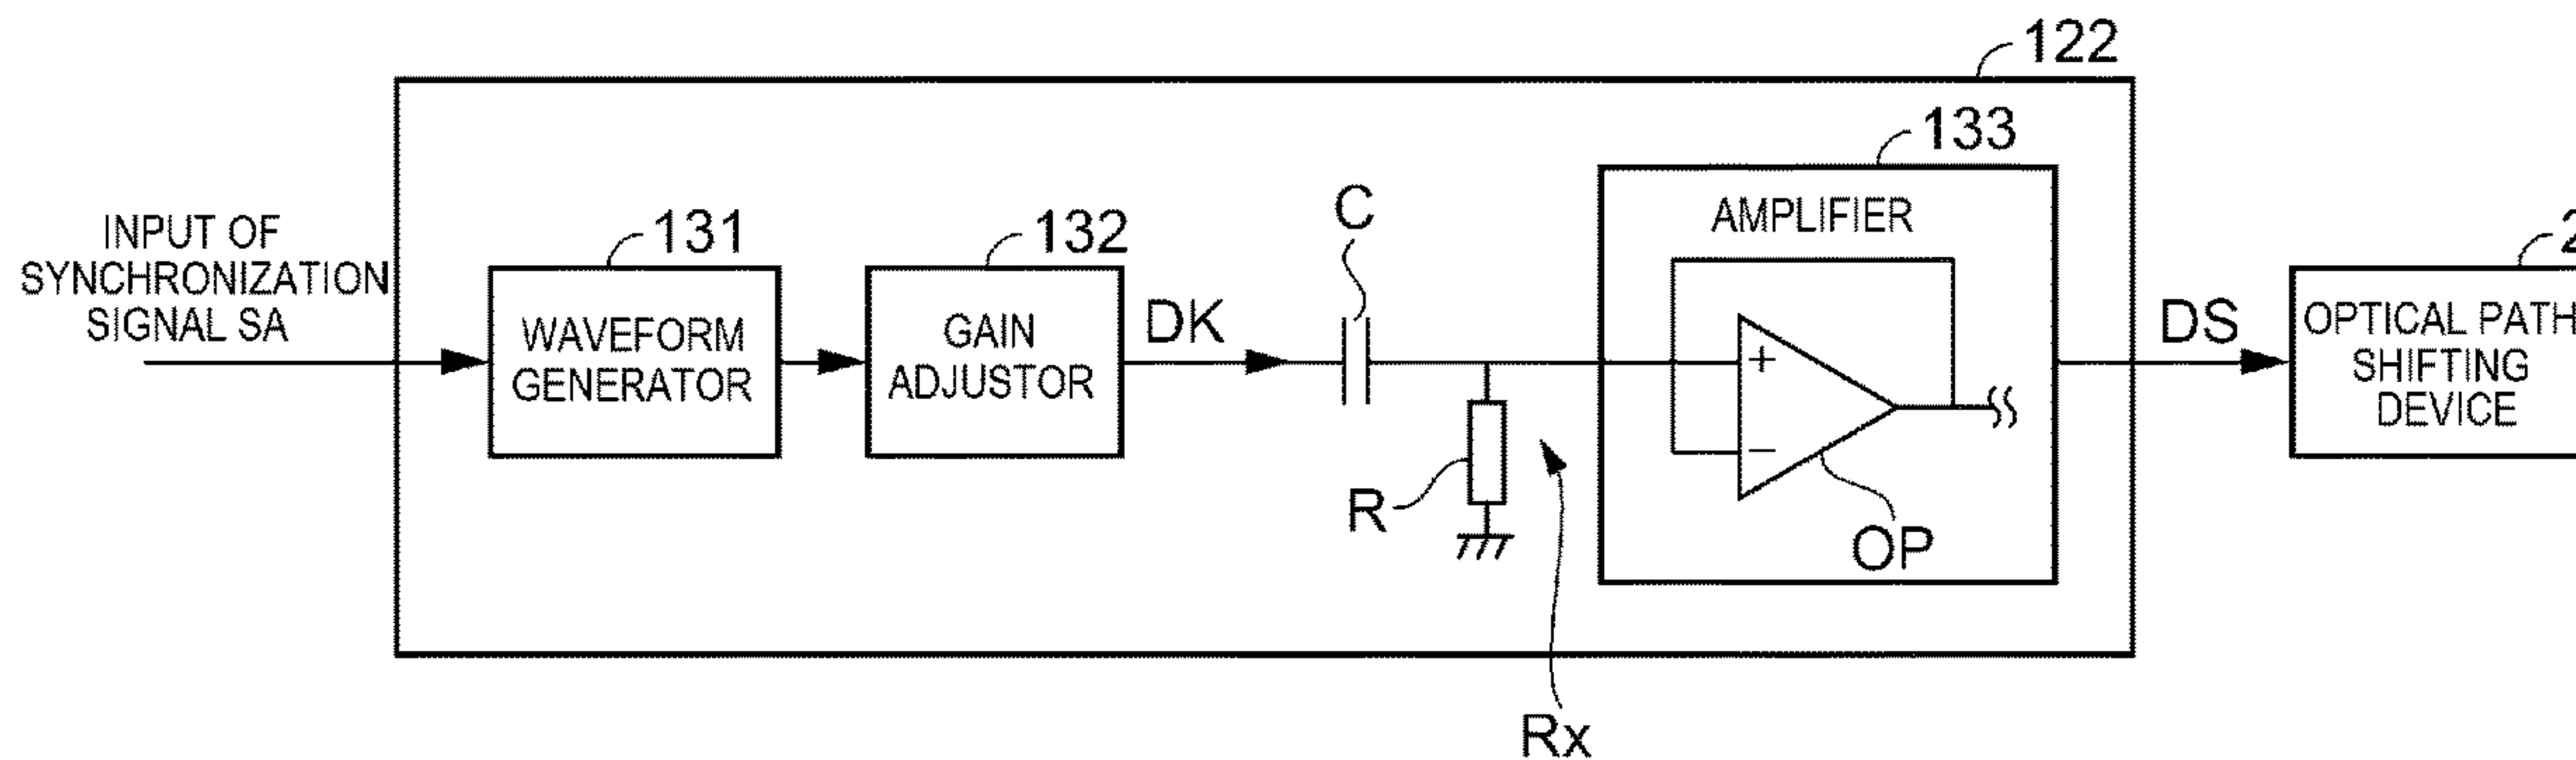 122
133
INPUT OF
SYNCHRONIZATION
SIGNAL SA
131
132
C
AMPLIFIER
WAVEFORM
GENERATOR
GAIN
ADJUSTOR
DK
+
−
DS
OPTICAL PATH
SHIFTING
DEVICE
R
OP
Rx